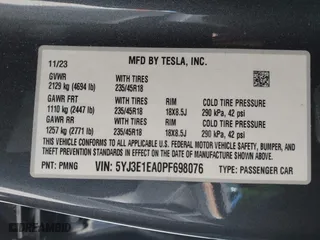 MFD BY TESLA, INC.
11/23
GVWR WITH TIRES
2129 kg (4694 lb) 235/45R18
GAWR FRT WITH TIRES RIM COLD TIRE PRESSURE
1110 kg (2447 lb) 235/45R18 18X8.5J 290 kPa, 42 psi
GAWR RR WITH TIRES RIM COLD TIRE PRESSURE
1257 kg (2771 lb) 235/45R18 18X8.5J 290 kPa, 42 psi
THIS VEHICLE CONFORMS TO ALL APPLICABLE U.S. FEDERAL MOTOR VEHICLE
SAFETY, BUMPER, AND THEFT PREVENTION STANDARDS IN
EFFECT ON THE DATE OF MANUFACTURE SHOWN ABOVE.
PNT: PMNG VIN: 5YJ3E1EA0PF698076 TYPE: PASSENGER CAR
DREAMBID